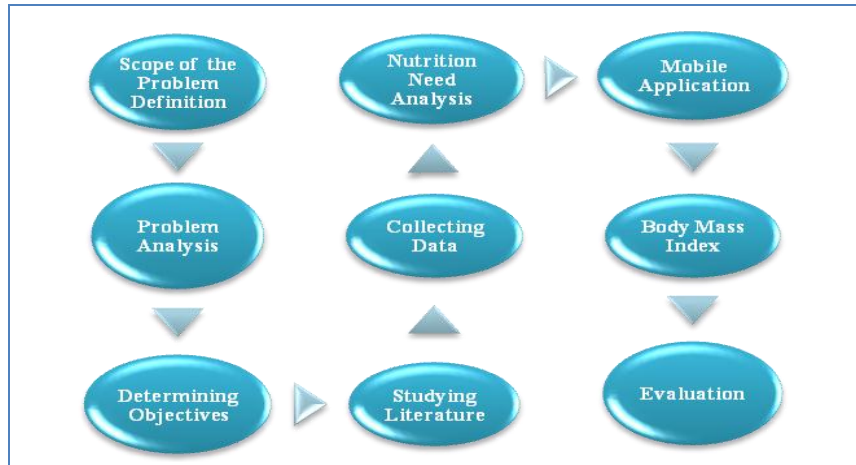 Scope of the
Problem
Definition
Problem
Analysis
Determining
Objectives
Studying
Literature
Collecting
Data
Nutrition
Need
Analysis
Mobile
Application
Body Mass
Index
Evaluation